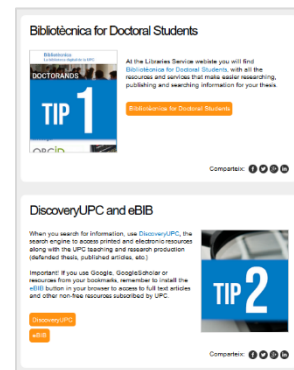 Bibliotècnica for Doctoral Students
Bibliotècnica
La biblioteca digital de la UPC
DOCTORANDS
TIP 1
ORCID
At the Libraries Service webiste you will find
Bibliotècnica for Doctoral Students, with all the
resources and services that make easier researching,
publishing and searching information for your thesis.
Bibliotècnica for Doctoral Students
Comparteix:
DiscoveryUPC and eBIB
When you search for information, use DiscoveryUPC, the
search engine to access printed and electronic resources
along with the UPC teaching and research production
(defended thesis, published articles, etc.)
Important! If you use Google, GoogleScholar or
resources from your bookmarks, remember to install the
eBIB button in your browser to access to full text articles
and other non-free resources subscribed by UPC.
TIP 2
DiscoveryUPC
eBIB
Comparteix: